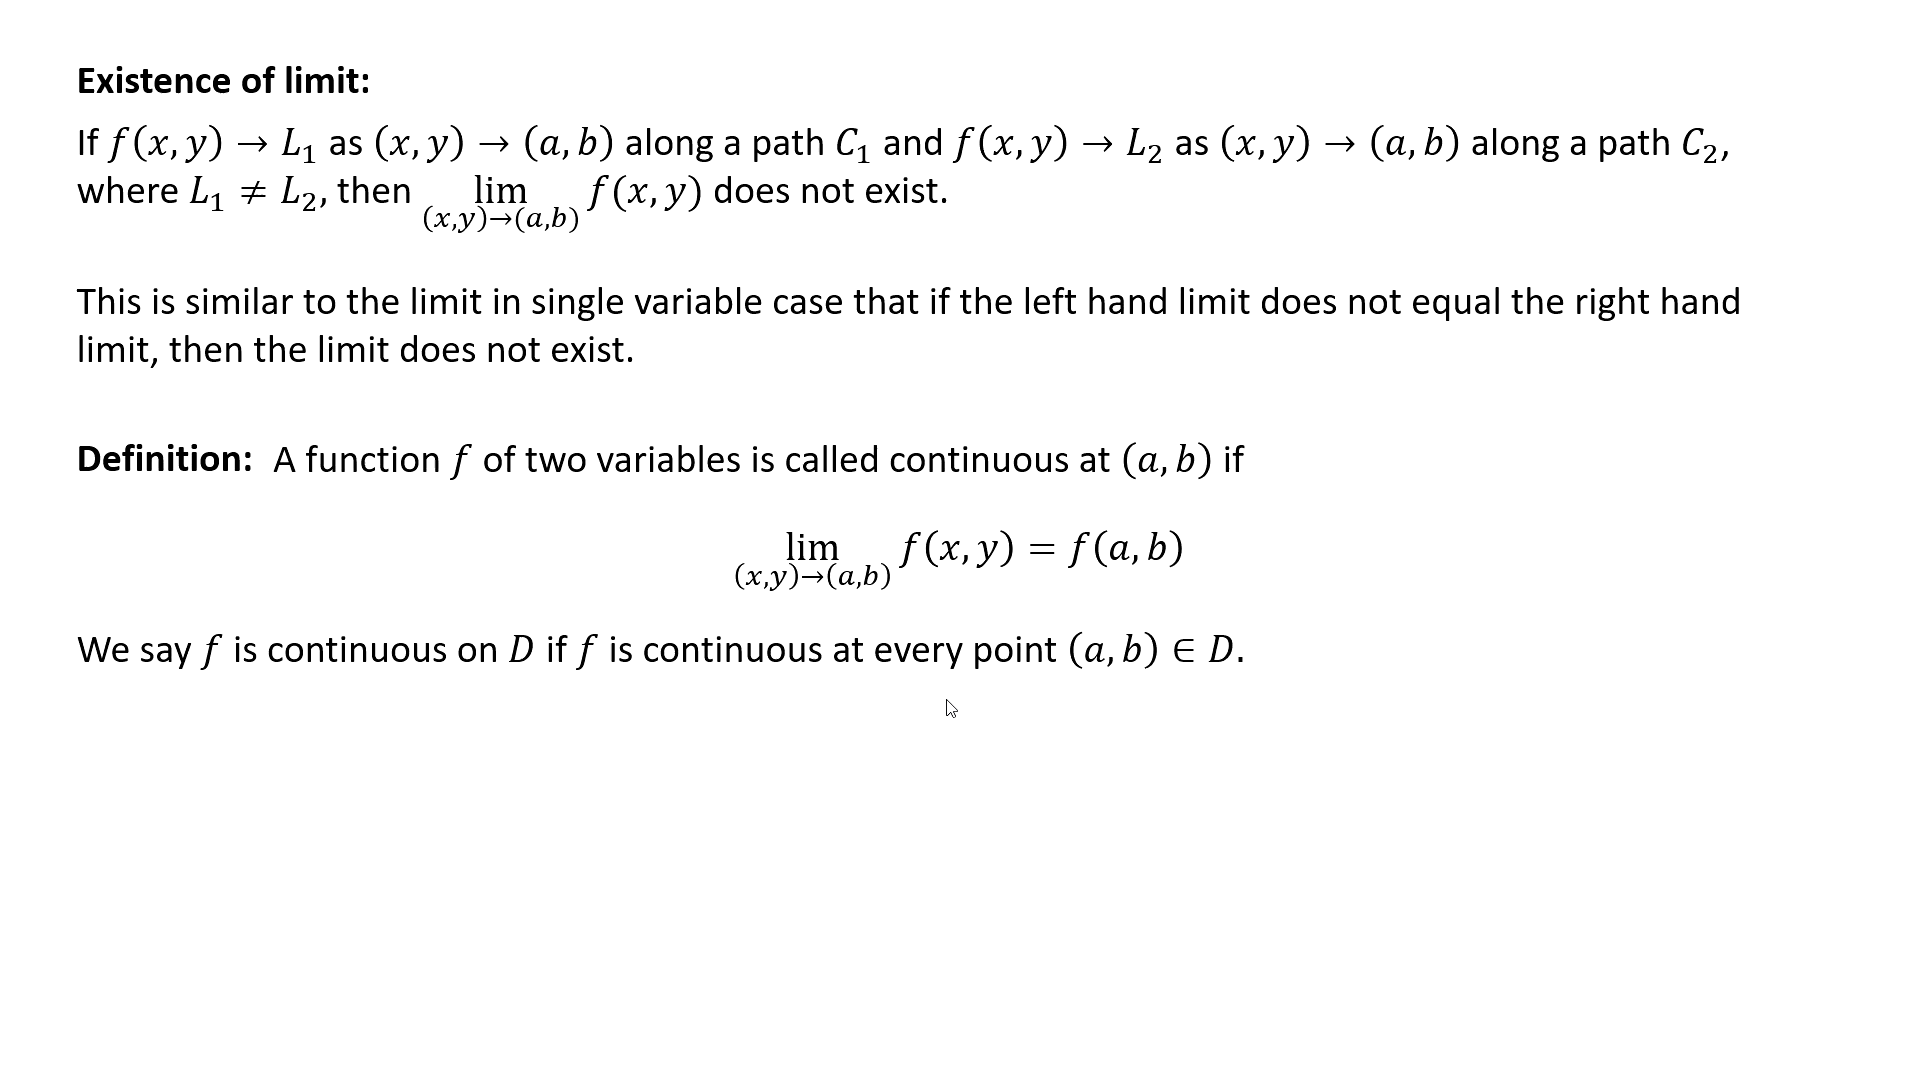 Existence of limit:
If f(x, y) → L₁ as (x, y) → (a, b) along a path C₁ and f(x, y) → L₂ as (x, y) → (a, b) along a path C₂,
where L₁ ≠ L₂, then lim_{(x,y)→(a,b)} f(x, y) does not exist.
This is similar to the limit in single variable case that if the left hand limit does not equal the right hand
limit, then the limit does not exist.
Definition: A function f of two variables is called continuous at (a, b) if
lim_{(x,y)→(a,b)} f(x, y) = f(a, b)
We say f is continuous on D if f is continuous at every point (a, b) ∈ D.